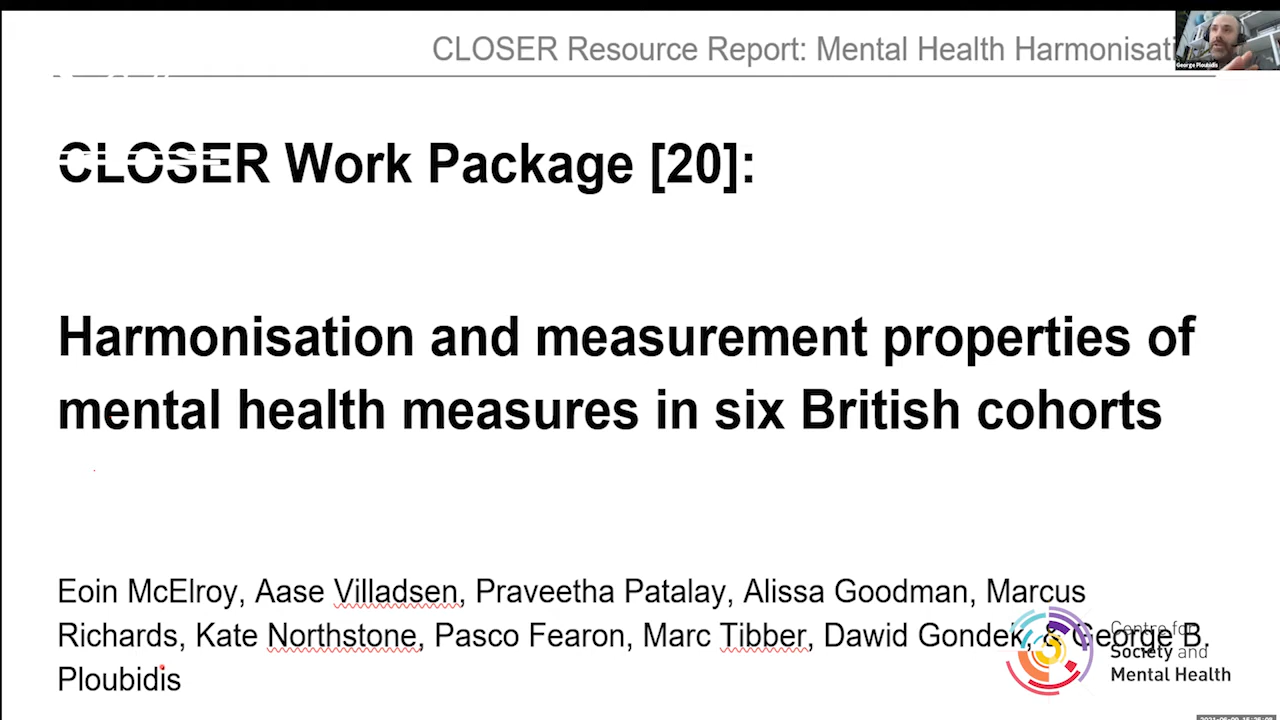 CLOSER Resource Report: Mental Health Harmonisati
George Ploubidis
CLOSER Work Package [20]:
Harmonisation and measurement properties of
mental health measures in six British cohorts
Eoin McElroy, Aase Villadsen, Praveetha Patalay, Alissa Goodman, Marcus
Richards, Kate Northstone, Pasco Fearon, Marc Tibber, Dawid Gondek, & George B.
Ploubidis
Centre for
Society and
Mental Health